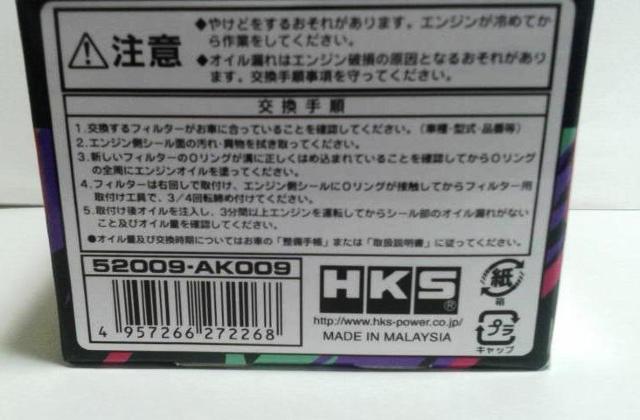 ⚠注意
◆やけどをするおそれがあります。エンジンが冷めてか
ら作業をしてください。
◆オイル漏れはエンジン破損の原因となるおそれがあり
ます。交換手順事項を守ってください。
交換手順
1.交換するフィルターがお車に合っていることを確認してください。(車種・型式・品番等)
2.エンジン側シール面の汚れ・異物を拭き取ってください。
3.新しいフィルターのOリングが溝に正しくはめ込まれていることを確認してからOリング
の全周にエンジンオイルを塗ってください。
4.フィルターは右回しで取付け、エンジン側シールにOリングが接触してからフィルター用
取付け工具で、3/4回転締め付けてください。
5.取付け後オイルを注入し、3分間以上エンジンを運転してからシール部のオイル漏れがない
こと及びオイル量を確認してください。
◆オイル量及び交換時期についてはお車の「整備手帳」または「取扱説明書」に従ってください。
52009-AK009
4 957266 272268
HKS®
http://www.hks-power.co.jp/
MADE IN MALAYSIA
紙
箱
プラ
キャップ